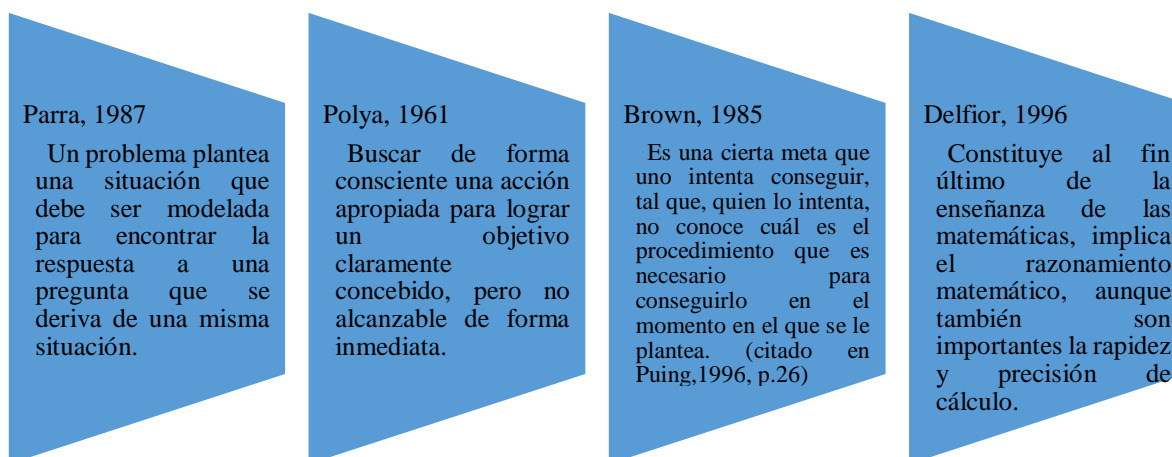 Parra, 1987
Un problema plantea
una situación que
debe ser modelada
para encontrar la
respuesta a una
pregunta que se
deriva de una misma
situación.
Polya, 1961
Buscar de forma
consciente una acción
apropiada para lograr
un objetivo
claramente
concebido, pero no
alcanzable de forma
inmediata.
Brown, 1985
Es una cierta meta que
uno intenta conseguir,
tal que, quien lo intenta,
no conoce cuál es el
procedimiento que es
necesario para
conseguirlo en el
momento en el que se le
plantea. (citado en
Puing,1996, p.26)
Delfior, 1996
Constituye al fin
último de la
enseñanza de las
matemáticas, implica
el razonamiento
matemático, aunque
también son
importantes la rapidez
y precisión de
cálculo.